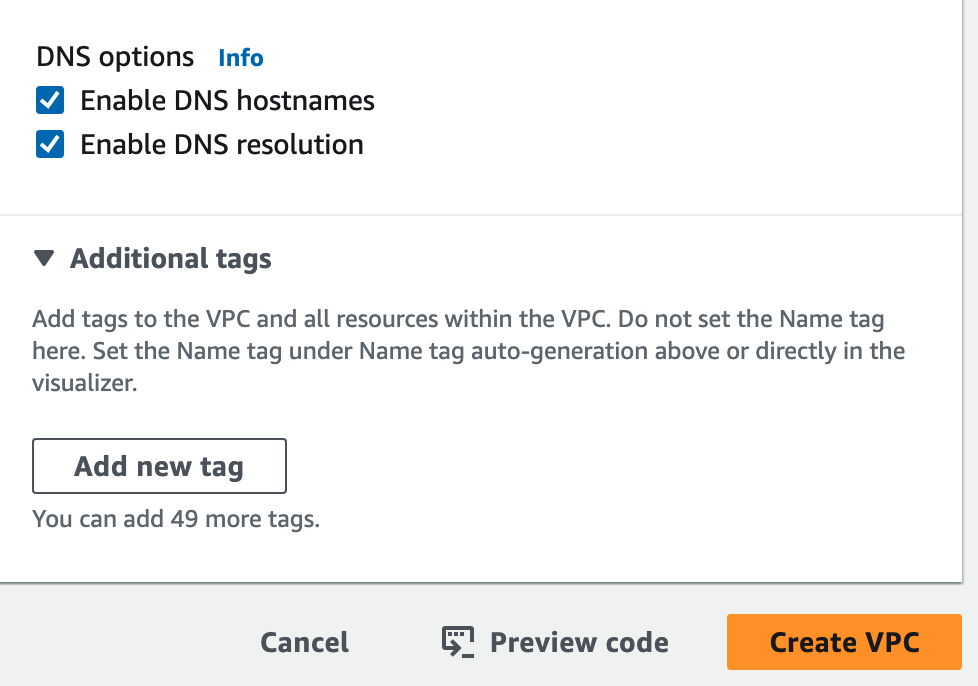 DNS options Info
Enable DNS hostnames
Enable DNS resolution
Additional tags
Add tags to the VPC and all resources within the VPC. Do not set the Name tag
here. Set the Name tag under Name tag auto-generation above or directly in the
visualizer.
Add new tag
You can add 49 more tags.
Cancel Preview code Create VPC